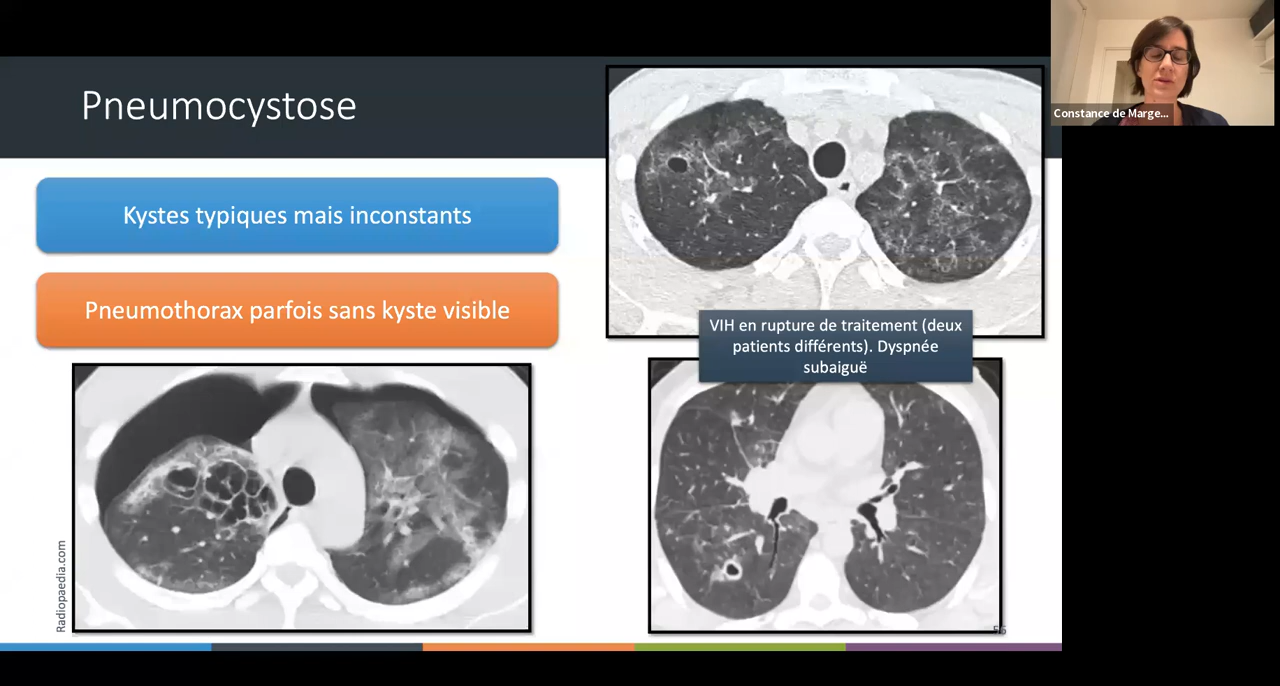 Pneumocystose
Constance de Marge...
Kystes typiques mais inconstants
Pneumothorax parfois sans kyste visible
VIH en rupture de traitement (deux
patients différents). Dyspnée
subaiguë
Radiopaedia.com